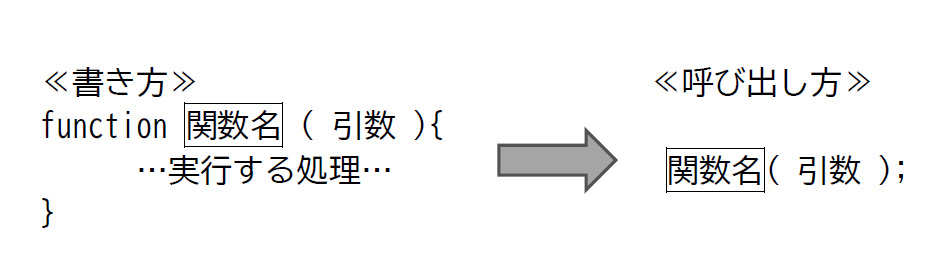 ≪書き方≫
function 関数名 ( 引数 ){
…実行する処理…
}
≪呼び出し方≫
関数名( 引数 );